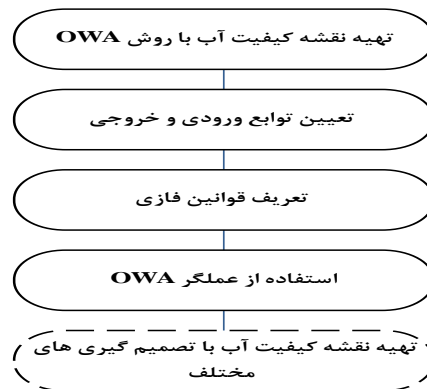 تهیه نقشه کیفیت آب با روش OWA
تعیین توابع ورودی و خروجی
تعریف قوانین فازی
استفاده از عملگر OWA
تهیه نقشه کیفیت آب با تصمیم گیری های
مختلف